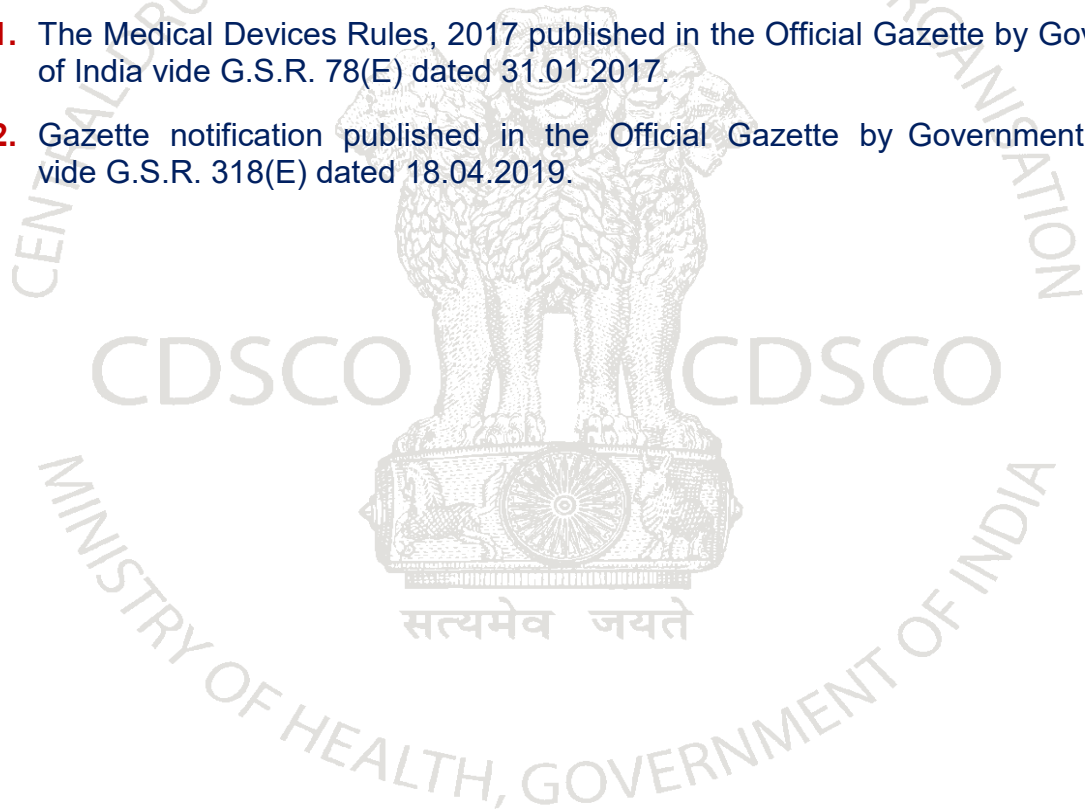 1. The Medical Devices Rules, 2017 published in the Official Gazette by
of India vide G.S.R. 78(E) dated 31.01.2017.
2. Gazette notification published in the Official Gazette by Government
vide G.S.R. 318(E) dated 18.04.2019.
CDSCO CDSCO
सत्यमेव जयते
MINISTRY OF HEALTH, GOVERNMENT OF INDIA